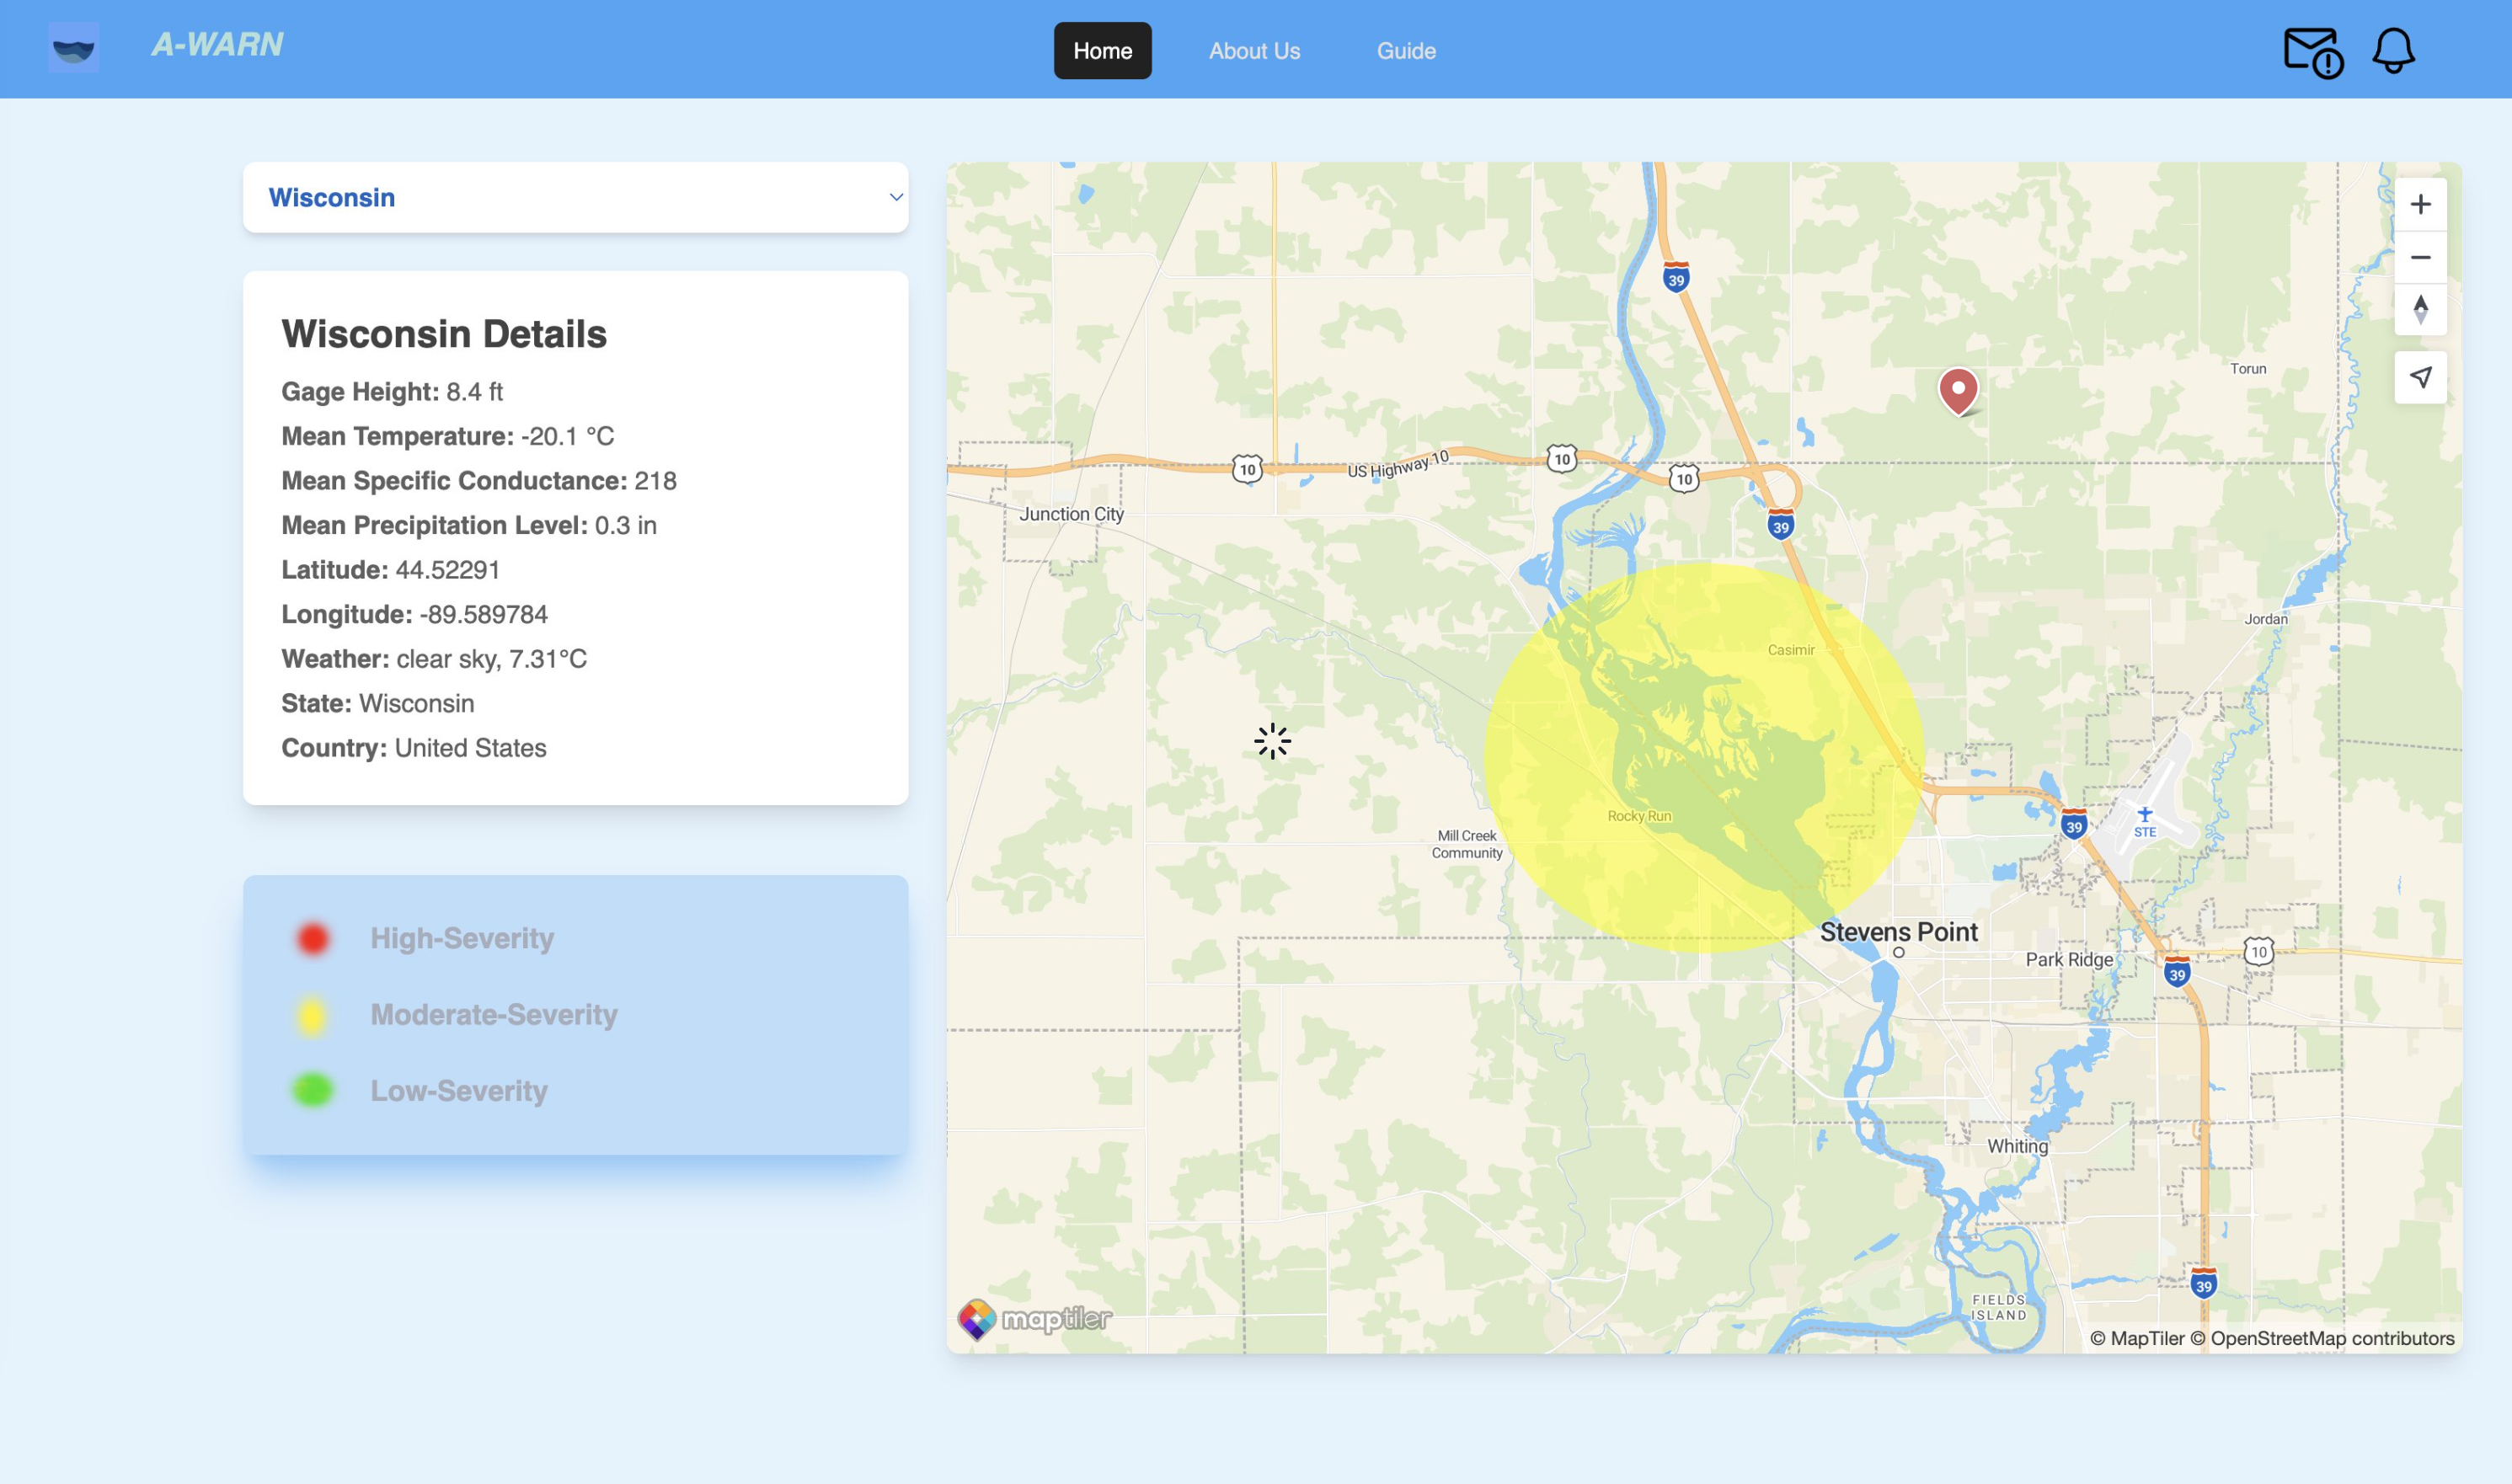 A-WARN
Home
About Us
Guide
Wisconsin
Wisconsin Details
Gage Height: 8.4 ft
Mean Temperature: -20.1 °C
Mean Specific Conductance: 218
Mean Precipitation Level: 0.3 in
Latitude: 44.52291
Longitude: -89.589784
Weather: clear sky, 7.31°C
State: Wisconsin
Country: United States
High-Severity
Moderate-Severity
Low-Severity
39
Torun
10
US Highway 10
10
10
Junction City
39
Jordan
Casimir
Rocky Run
Mill Creek
Community
39
STE
Stevens Point
Park Ridge
10
39
Whiting
39
FIELDS
ISLAND
maptiler
© MapTiler © OpenStreetMap contributors